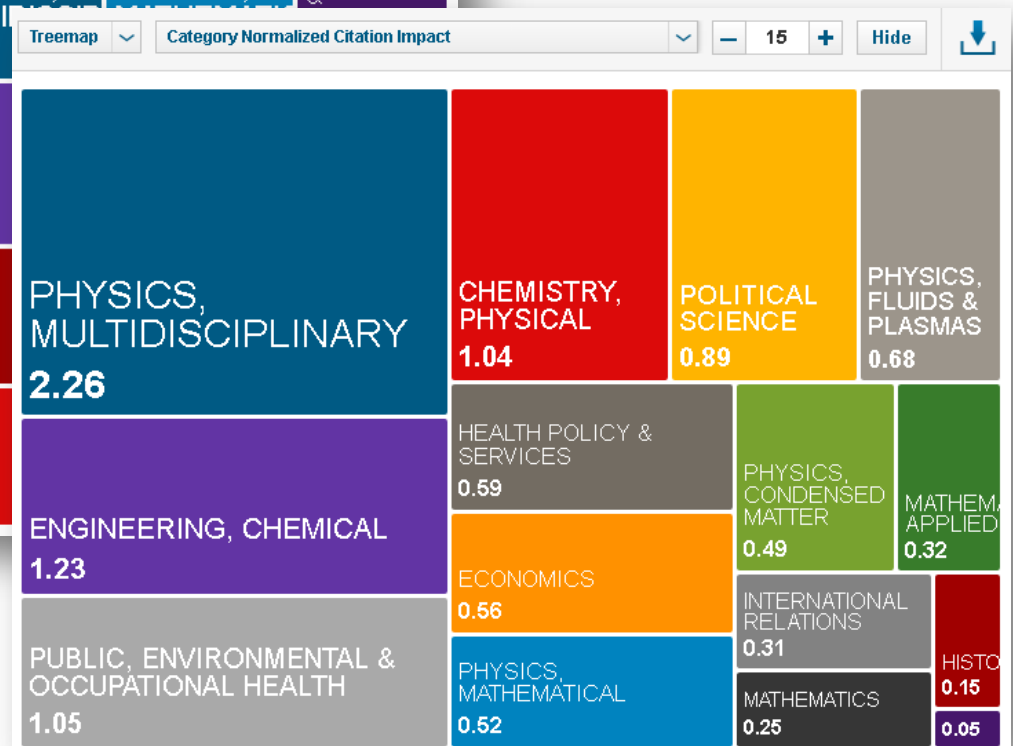 Treemap
Category Normalized Citation Impact
15
Hide
PHYSICS,
MULTIDISCIPLINARY
2.26
CHEMISTRY,
PHYSICAL
1.04
POLITICAL
SCIENCE
0.89
PHYSICS,
FLUIDS &
PLASMAS
0.68
ENGINEERING, CHEMICAL
1.23
HEALTH POLICY &
SERVICES
0.59
PHYSICS,
CONDENSED
MATTER
0.49
MATHEMA
APPLIED
0.32
ECONOMICS
0.56
PUBLIC, ENVIRONMENTAL &
OCCUPATIONAL HEALTH
1.05
PHYSICS,
MATHEMATICAL
0.52
INTERNATIONAL
RELATIONS
0.31
HISTO
0.15
MATHEMATICS
0.25
0.05